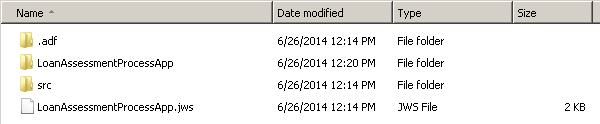 Name Date modified Type Size
.adf 6/26/2014 12:14 PM File folder
LoanAssessmentProcessApp 6/26/2014 12:20 PM File folder
src 6/26/2014 12:14 PM File folder
LoanAssessmentProcessApp.jws 6/26/2014 12:14 PM JWS File 2 KB